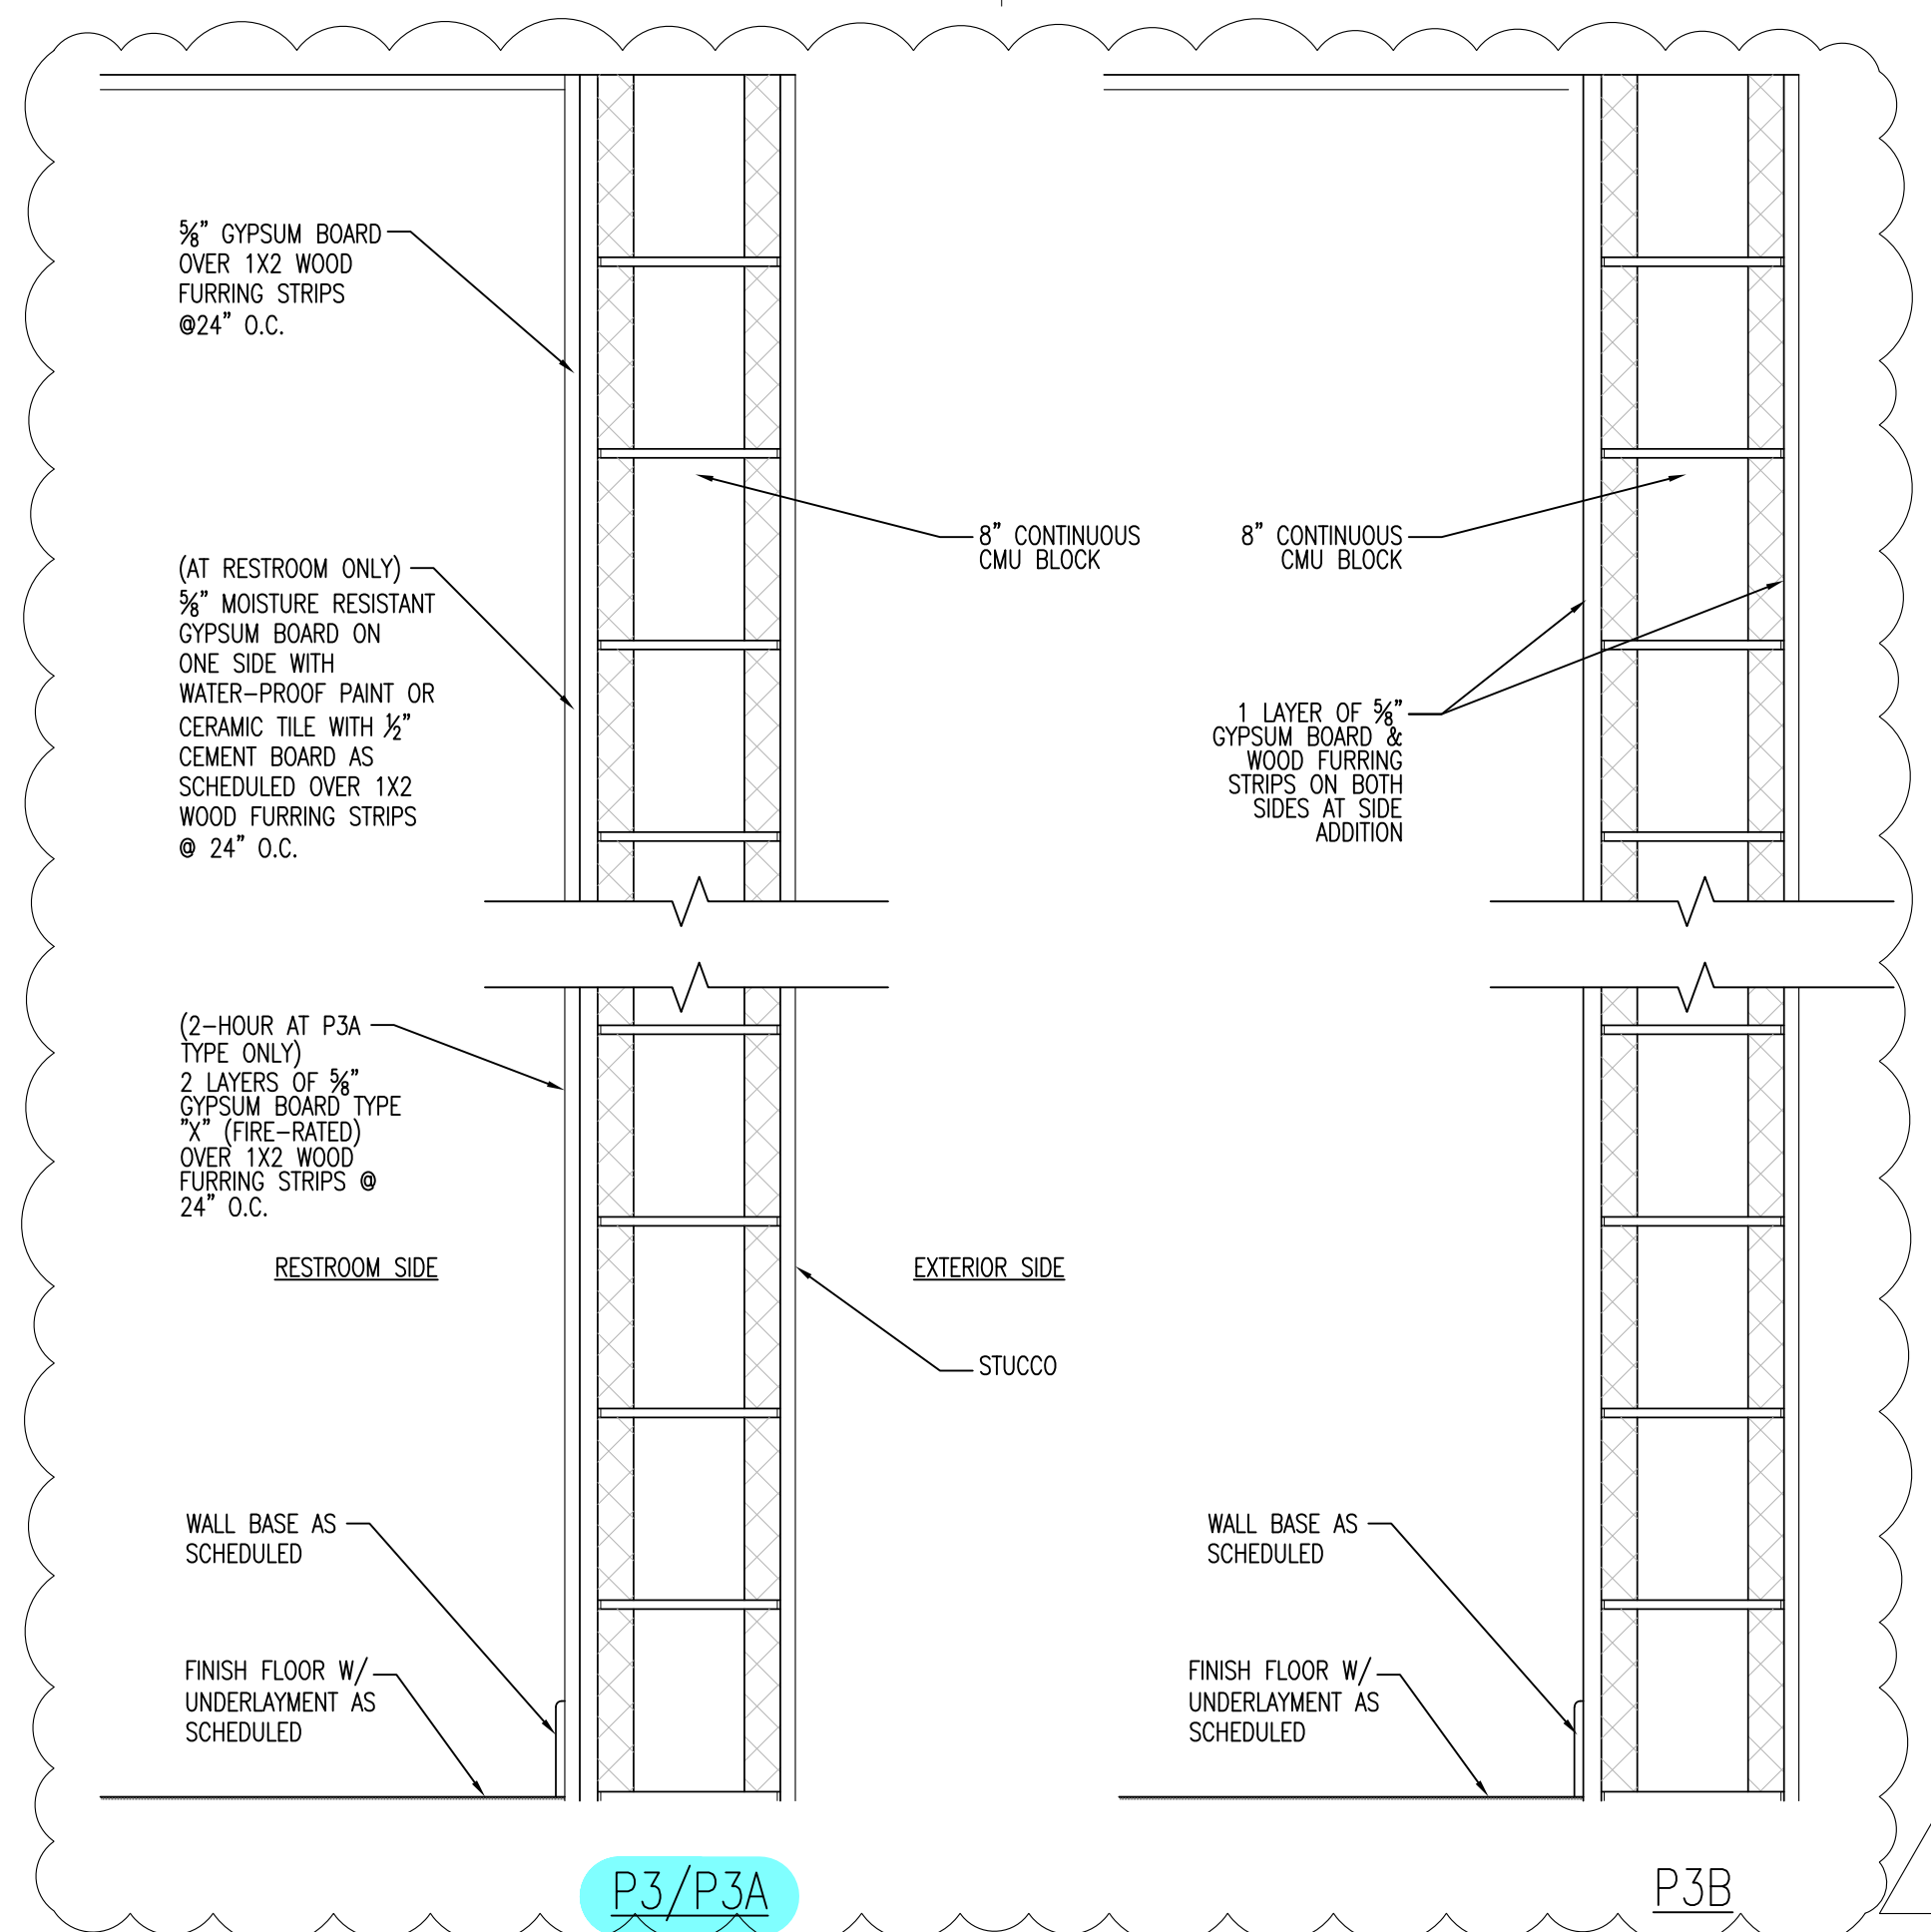 ⅝" GYPSUM BOARD
OVER 1X2 WOOD
FURRING STRIPS
@24" O.C.
(AT RESTROOM ONLY)
⅝" MOISTURE RESISTANT
GYPSUM BOARD ON
ONE SIDE WITH
WATER-PROOF PAINT OR
CERAMIC TILE WITH ½"
CEMENT BOARD AS
SCHEDULED OVER 1X2
WOOD FURRING STRIPS
@ 24" O.C.
8" CONTINUOUS
CMU BLOCK
(2-HOUR AT P3A
TYPE ONLY)
2 LAYERS OF ⅝"
GYPSUM BOARD TYPE
"X" (FIRE-RATED)
OVER 1X2 WOOD
FURRING STRIPS @
24" O.C.
RESTROOM SIDE
EXTERIOR SIDE
STUCCO
WALL BASE AS
SCHEDULED
FINISH FLOOR W/
UNDERLAYMENT AS
SCHEDULED
P3/P3A
8" CONTINUOUS
CMU BLOCK
1 LAYER OF ⅝"
GYPSUM BOARD &
WOOD FURRING
STRIPS ON BOTH
SIDES AT SIDE
ADDITION
WALL BASE AS
SCHEDULED
FINISH FLOOR W/
UNDERLAYMENT AS
SCHEDULED
P3B